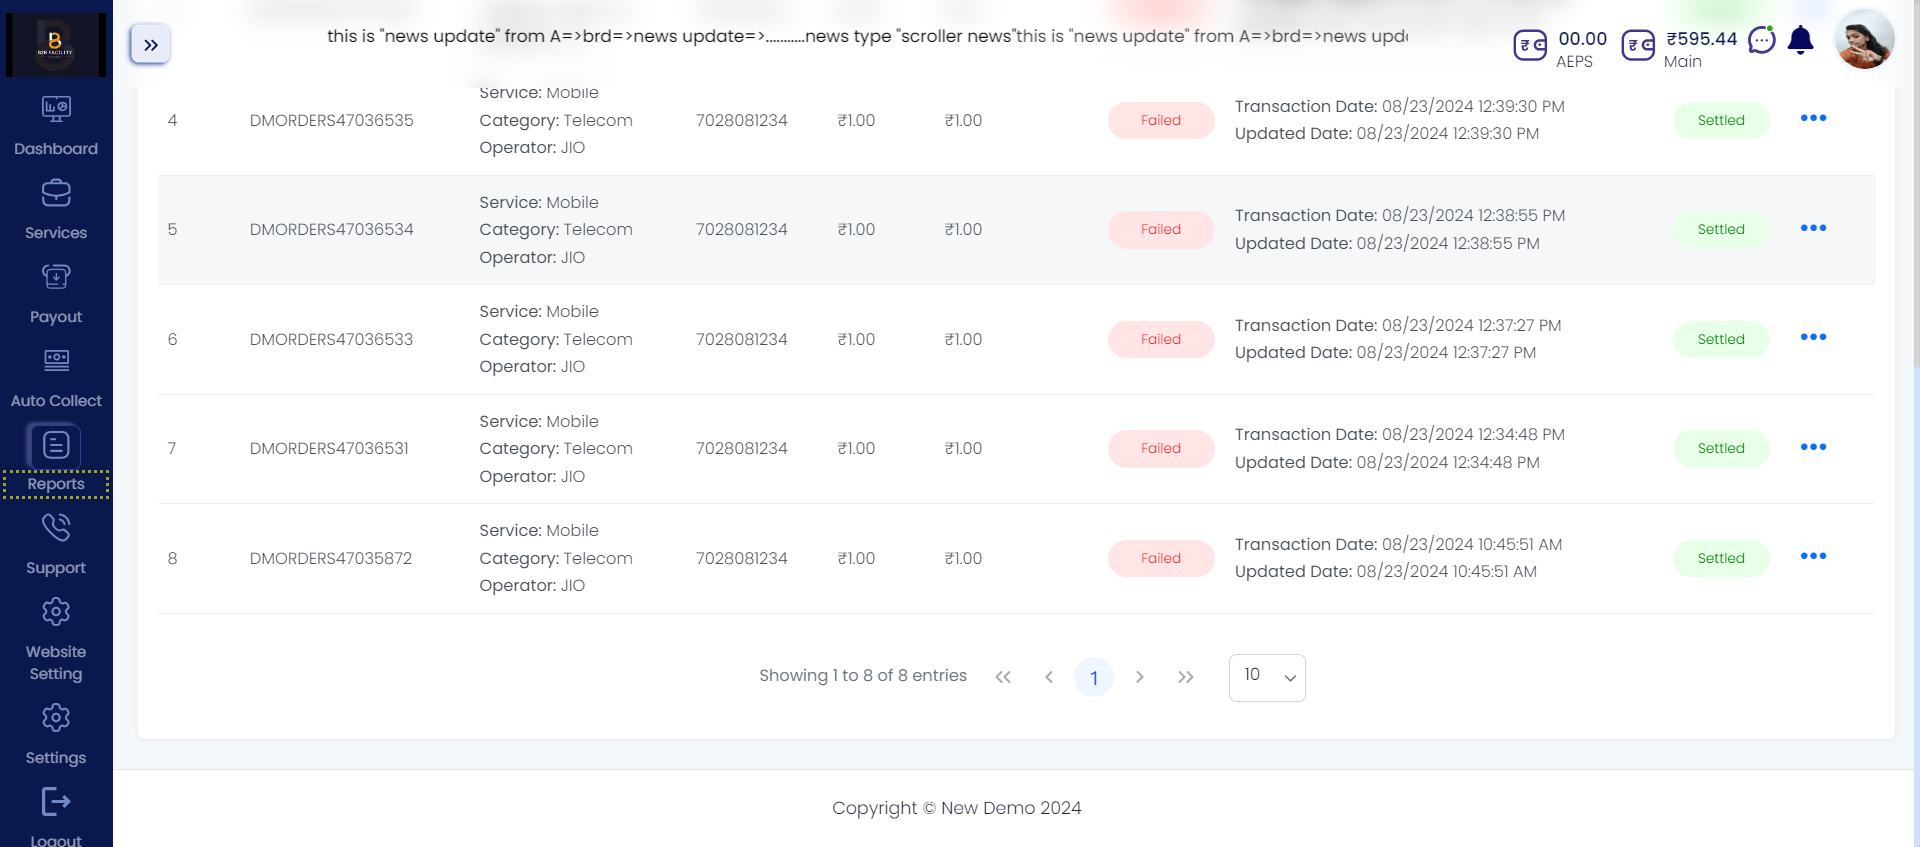 B2B FACILITY
this is "news update" from A=>brd=>news update=>...........news type "scroller news"this is "news update" from A=>brd=>news upd
00.00
AEPS
₹595.44
Main
Dashboard
Services
Payout
Auto Collect
Reports
Support
Website
Setting
Settings
Logout
4 DMORDERS47036535 Service: Mobile Category: Telecom Operator: JIO 7028081234 ₹1.00 ₹1.00 Failed Transaction Date: 08/23/2024 12:39:30 PM Updated Date: 08/23/2024 12:39:30 PM Settled
5 DMORDERS47036534 Service: Mobile Category: Telecom Operator: JIO 7028081234 ₹1.00 ₹1.00 Failed Transaction Date: 08/23/2024 12:38:55 PM Updated Date: 08/23/2024 12:38:55 PM Settled
6 DMORDERS47036533 Service: Mobile Category: Telecom Operator: JIO 7028081234 ₹1.00 ₹1.00 Failed Transaction Date: 08/23/2024 12:37:27 PM Updated Date: 08/23/2024 12:37:27 PM Settled
7 DMORDERS47036531 Service: Mobile Category: Telecom Operator: JIO 7028081234 ₹1.00 ₹1.00 Failed Transaction Date: 08/23/2024 12:34:48 PM Updated Date: 08/23/2024 12:34:48 PM Settled
8 DMORDERS47035872 Service: Mobile Category: Telecom Operator: JIO 7028081234 ₹1.00 ₹1.00 Failed Transaction Date: 08/23/2024 10:45:51 AM Updated Date: 08/23/2024 10:45:51 AM Settled
Showing 1 to 8 of 8 entries 1 10
Copyright © New Demo 2024